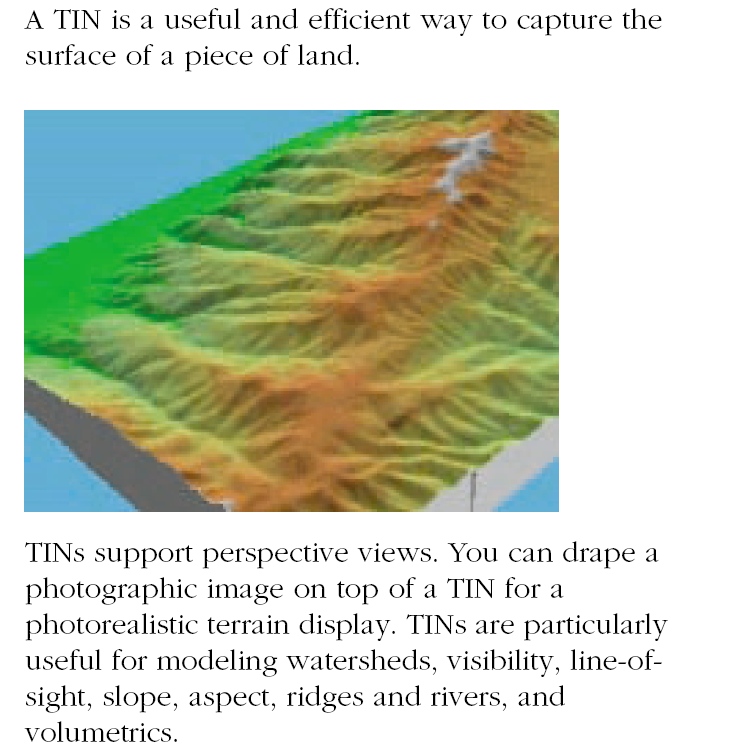 A TIN is a useful and efficient way to capture the
surface of a piece of land.
TINs support perspective views. You can drape a
photographic image on top of a TIN for a
photorealistic terrain display. TINs are particularly
useful for modeling watersheds, visibility, line-of-
sight, slope, aspect, ridges and rivers, and
volumetrics.